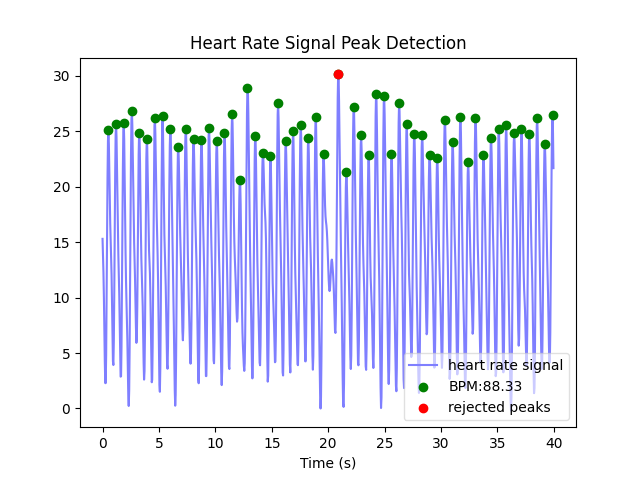 Heart Rate Signal Peak Detection
30
25
20
15
10
5
0
heart rate signal
BPM:88.33
rejected peaks
0 5 10 15 20 25 30 35 40
Time (s)